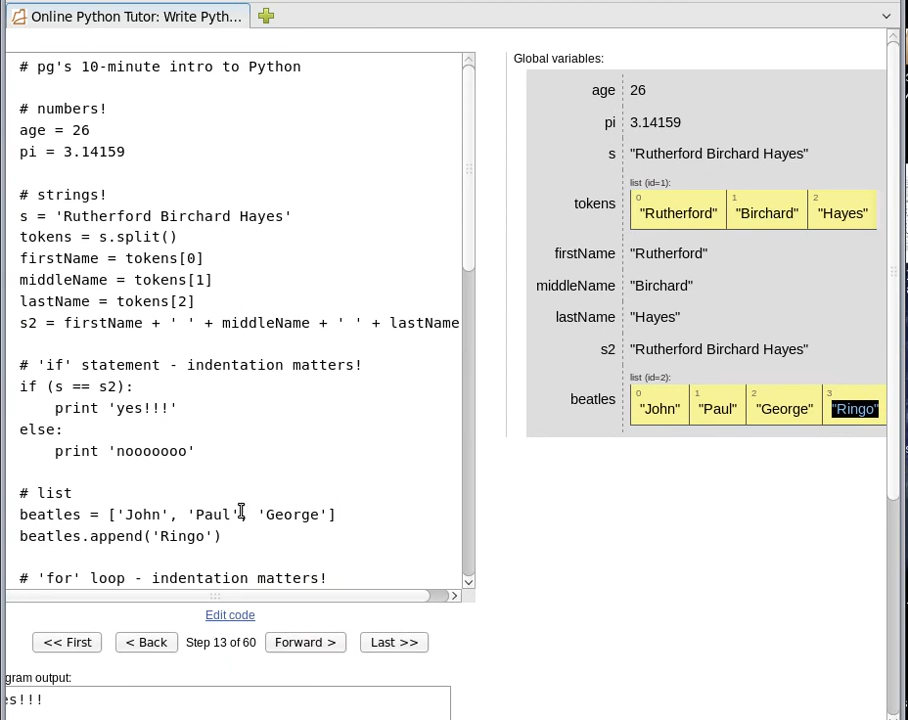 Online Python Tutor: Write Pyth...
# pg's 10-minute intro to Python
# numbers!
age = 26
pi = 3.14159
# strings!
s = 'Rutherford Birchard Hayes'
tokens = s.split()
firstName = tokens[0]
middleName = tokens[1]
lastName = tokens[2]
s2 = firstName + ' ' + middleName + ' ' + lastName
# 'if' statement - indentation matters!
if (s == s2):
    print 'yes!!!'
else:
    print 'nooooooo'
# list
beatles = ['John', 'Paul', 'George']
beatles.append('Ringo')
# 'for' loop - indentation matters!
Edit code
<< First
< Back
Step 13 of 60
Forward >
Last >>
gram output:
es!!!
Global variables:
age 26
pi 3.14159
s "Rutherford Birchard Hayes"
list (id=1):
0 1 2
tokens "Rutherford" "Birchard" "Hayes"
firstName "Rutherford"
middleName "Birchard"
lastName "Hayes"
s2 "Rutherford Birchard Hayes"
list (id=2):
0 1 2 3
beatles "John" "Paul" "George" "Ringo"